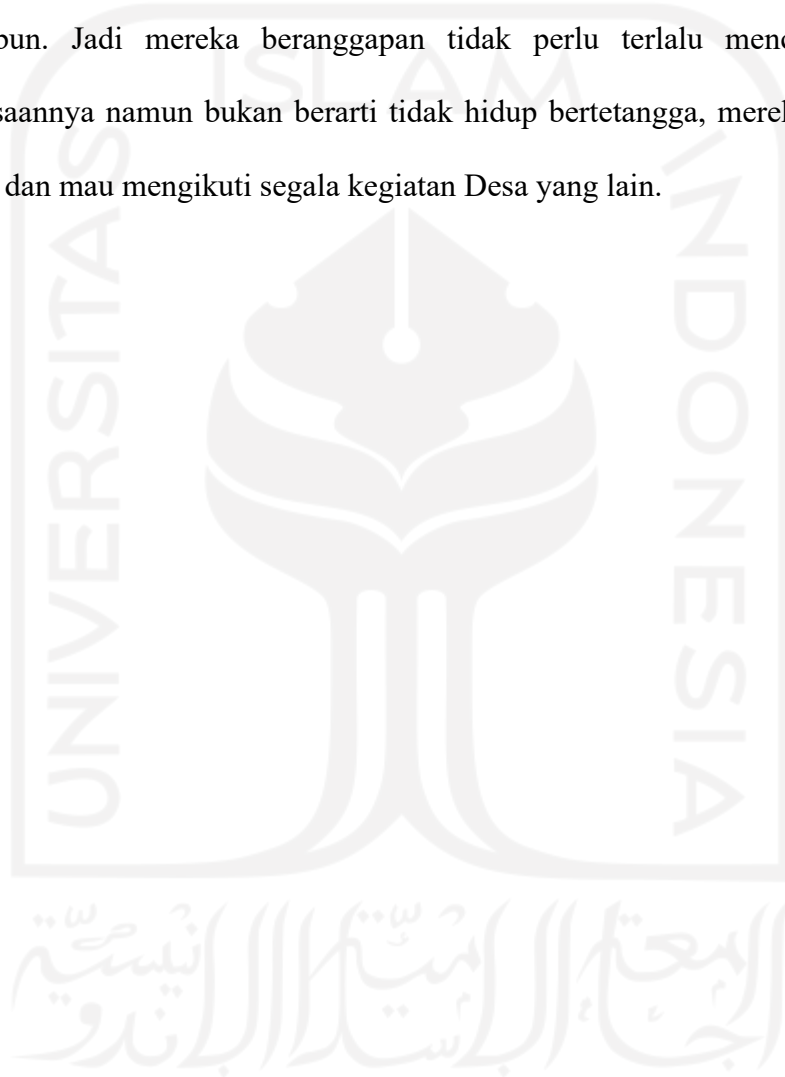 bun. Jadi mereka beranggapan tidak perlu terlalu
saannya namun bukan berarti tidak hidup bertetangga,
dan mau mengikuti segala kegiatan Desa yang lain.
ISLAM
UNIVERSITAS
INDONESIA